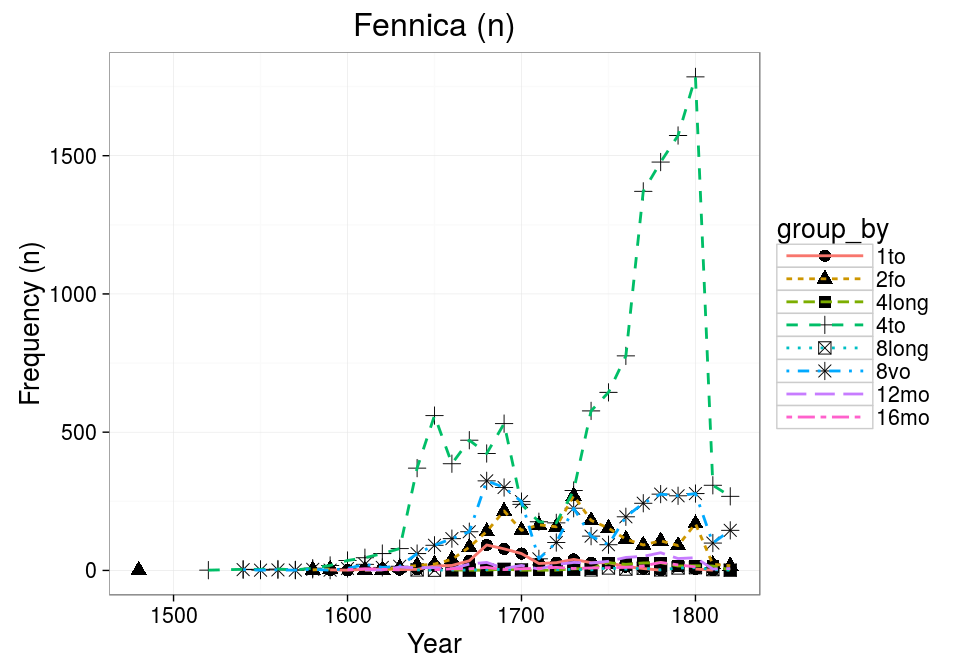 Fennica (n)
Frequency (n)
1500
1000
500
0
1500
1600
1700
1800
Year
group_by
1to
2fo
4long
4to
8long
8vo
12mo
16mo